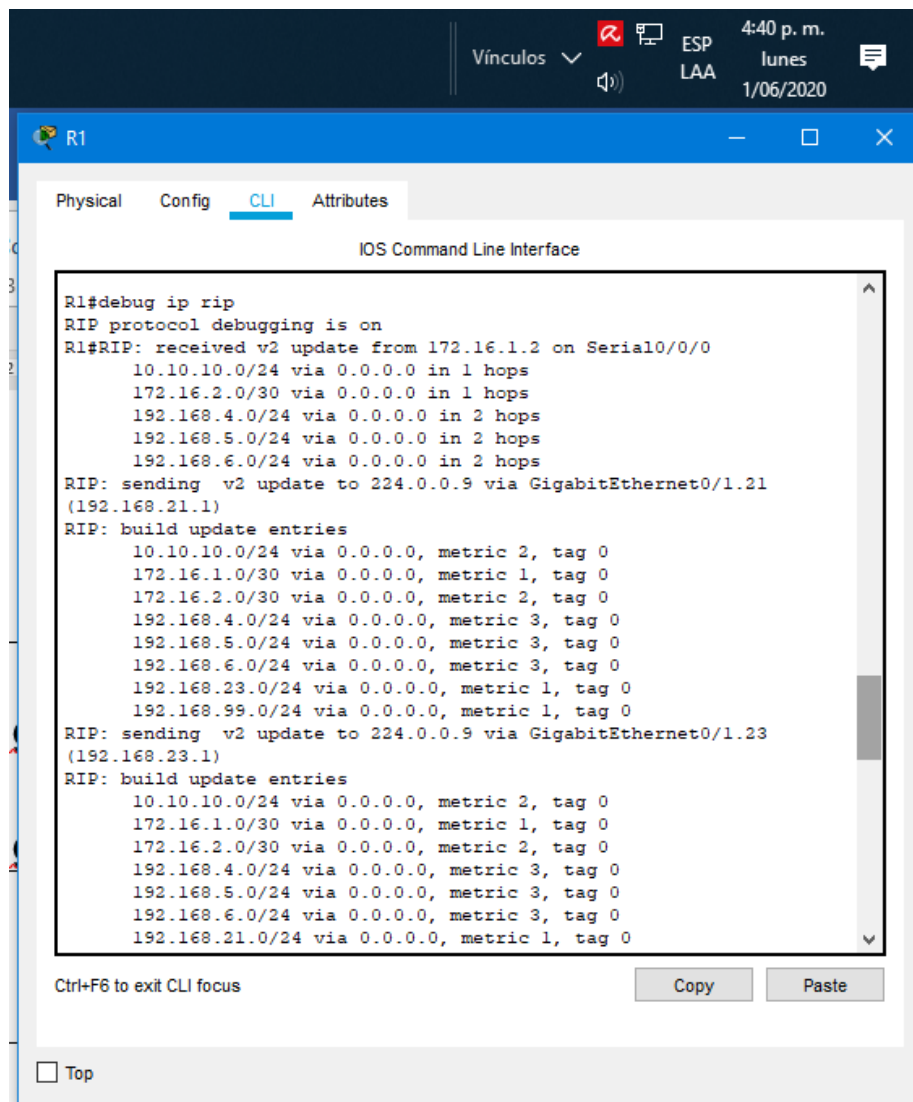 Vínculos
ESP
LAA
4:40 p. m.
lunes
1/06/2020
R1
Physical Config CLI Attributes
IOS Command Line Interface
R1#debug ip rip
RIP protocol debugging is on
R1#RIP: received v2 update from 172.16.1.2 on Serial0/0/0
10.10.10.0/24 via 0.0.0.0 in 1 hops
172.16.2.0/30 via 0.0.0.0 in 1 hops
192.168.4.0/24 via 0.0.0.0 in 2 hops
192.168.5.0/24 via 0.0.0.0 in 2 hops
192.168.6.0/24 via 0.0.0.0 in 2 hops
RIP: sending  v2 update to 224.0.0.9 via GigabitEthernet0/1.21
(192.168.21.1)
RIP: build update entries
10.10.10.0/24 via 0.0.0.0, metric 2, tag 0
172.16.1.0/30 via 0.0.0.0, metric 1, tag 0
172.16.2.0/30 via 0.0.0.0, metric 2, tag 0
192.168.4.0/24 via 0.0.0.0, metric 3, tag 0
192.168.5.0/24 via 0.0.0.0, metric 3, tag 0
192.168.6.0/24 via 0.0.0.0, metric 3, tag 0
192.168.23.0/24 via 0.0.0.0, metric 1, tag 0
192.168.99.0/24 via 0.0.0.0, metric 1, tag 0
RIP: sending  v2 update to 224.0.0.9 via GigabitEthernet0/1.23
(192.168.23.1)
RIP: build update entries
10.10.10.0/24 via 0.0.0.0, metric 2, tag 0
172.16.1.0/30 via 0.0.0.0, metric 1, tag 0
172.16.2.0/30 via 0.0.0.0, metric 2, tag 0
192.168.4.0/24 via 0.0.0.0, metric 3, tag 0
192.168.5.0/24 via 0.0.0.0, metric 3, tag 0
192.168.6.0/24 via 0.0.0.0, metric 3, tag 0
192.168.21.0/24 via 0.0.0.0, metric 1, tag 0
Ctrl+F6 to exit CLI focus
Copy Paste
Top